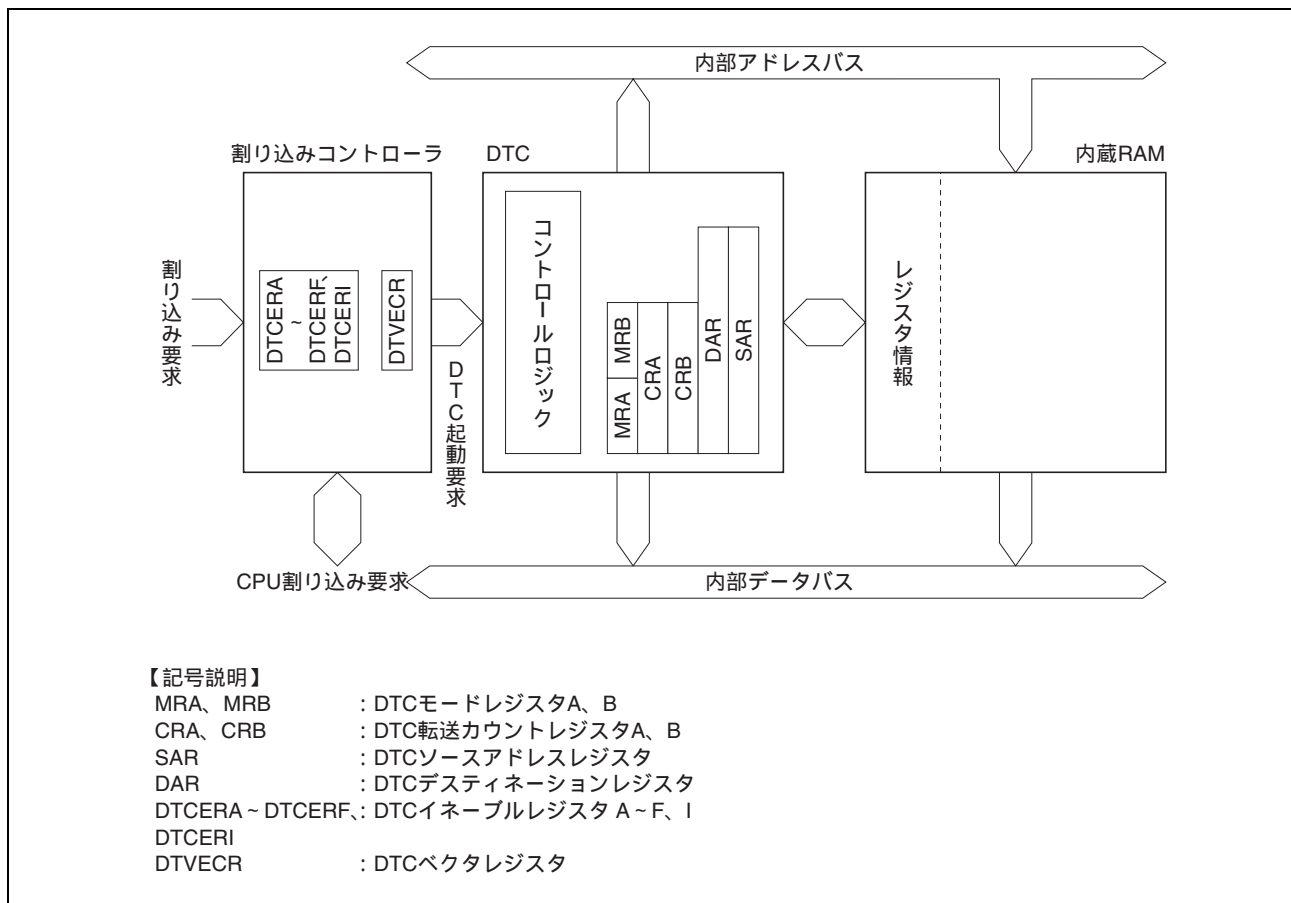 内部アドレスバス
割り込みコントローラ
DTC
内蔵RAM
割り込み要求
DTCERA
~
DTCERF、
DTCERI
DTVECR
DTC起動要求
コントロールロジック
MRA
MRB
CRA
CRB
DAR
SAR
レジスタ情報
CPU割り込み要求
内部データバス
【記号説明】
MRA、MRB :DTCモードレジスタA、B
CRA、CRB :DTC転送カウントレジスタA、B
SAR :DTCソースアドレスレジスタ
DAR :DTCデスティネーションレジスタ
DTCERA~DTCERF、:DTCイネーブルレジスタ A~F、I
DTCERI
DTVECR :DTCベクタレジスタ